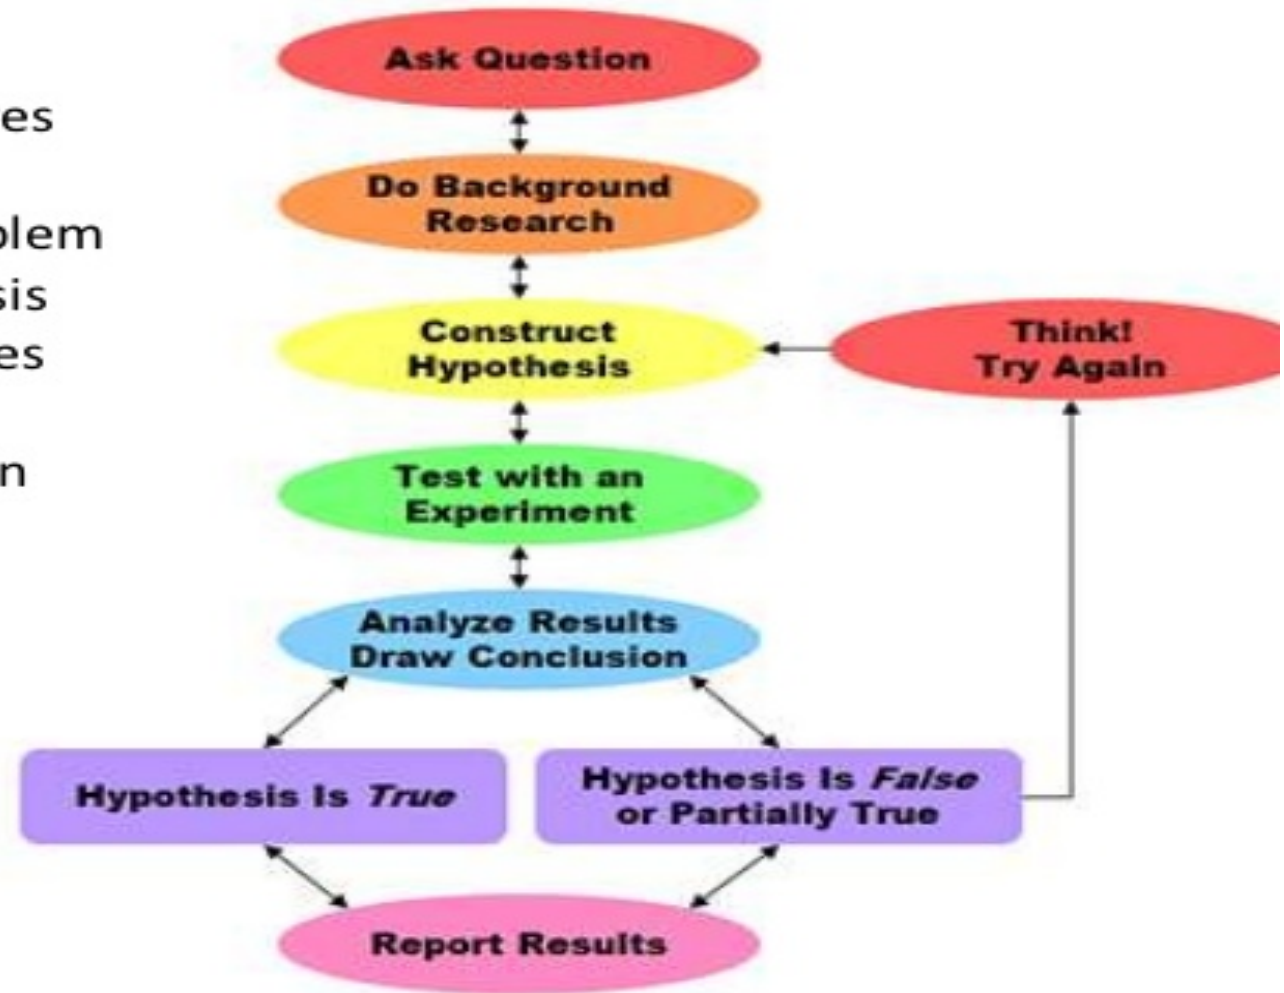 es
blem
sis
es
n
Ask Question
Do Background
Research
Construct
Hypothesis
Think!
Try Again
Test with an
Experiment
Analyze Results
Draw Conclusion
Hypothesis Is True
Hypothesis Is False
or Partially True
Report Results